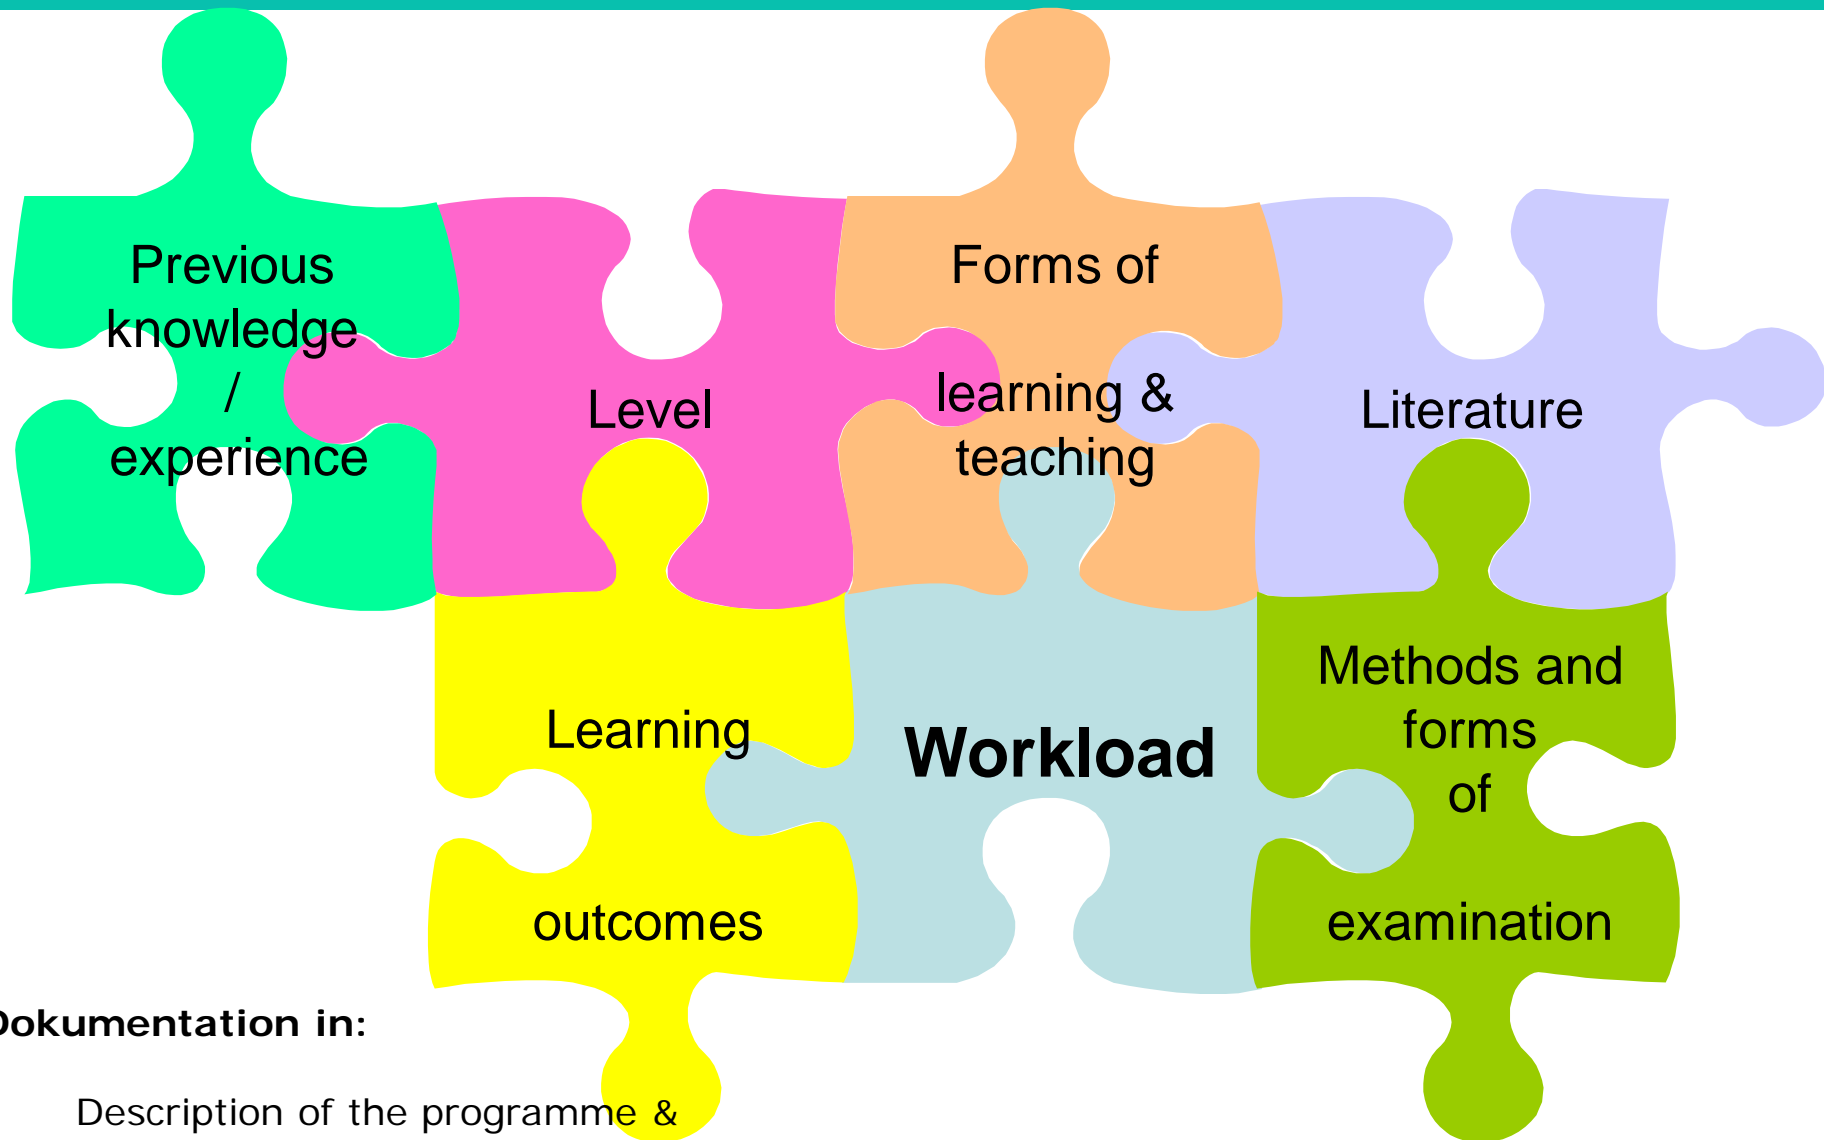 Previous
knowledge
/
experience
Level
Forms of
learning &
teaching
Literature
Learning
outcomes
Workload
Methods and
forms
of
examination
Dokumentation in:
Description of the programme &